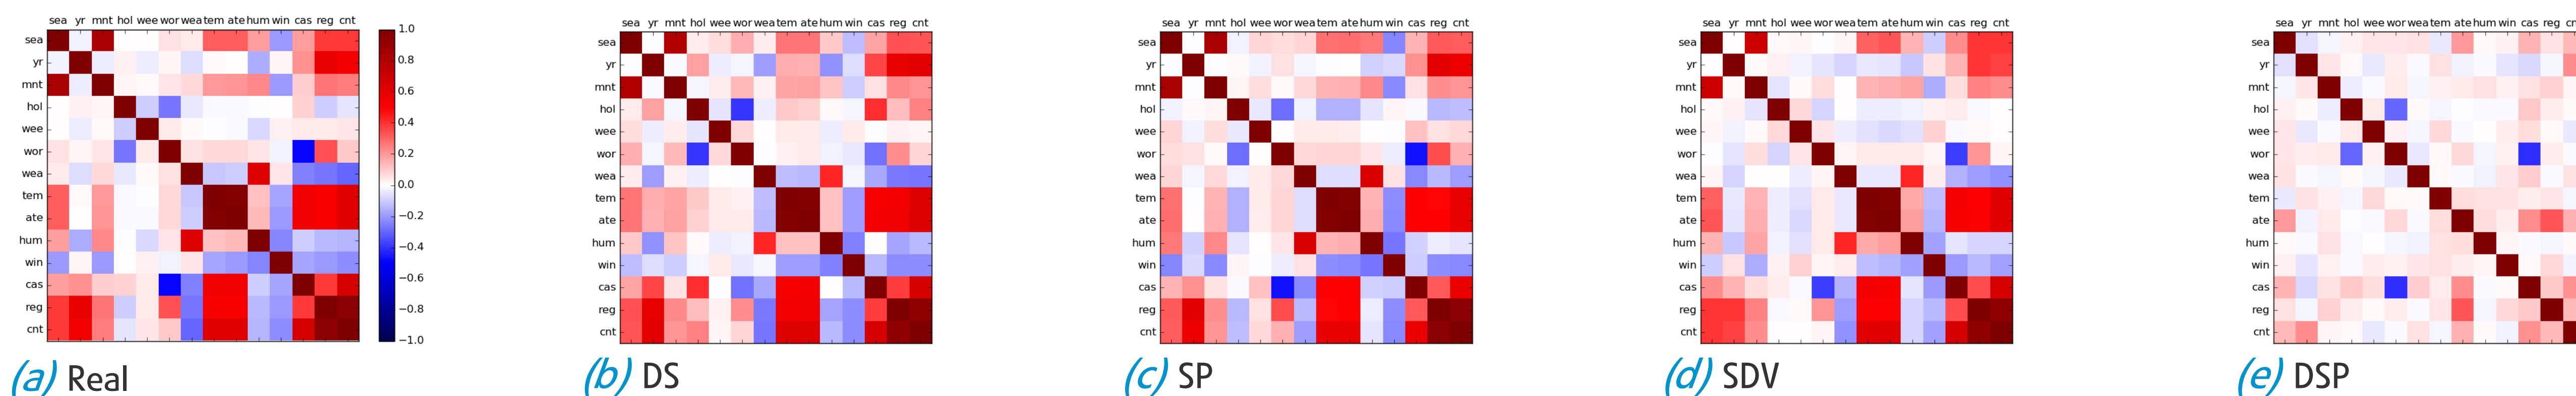 sea yr mnt hol wee wor wea tem ate hum win cas reg cnt
sea
yr
mnt
hol
wee
wor
wea
tem
ate
hum
win
cas
reg
cnt
1.0
0.8
0.6
0.4
0.2
0.0
−0.2
−0.4
−0.6
−0.8
−1.0
(a) Real
sea yr mnt hol wee wor wea tem ate hum win cas reg cnt
sea
yr
mnt
hol
wee
wor
wea
tem
ate
hum
win
cas
reg
cnt
(b) DS
sea yr mnt hol wee wor wea tem ate hum win cas reg cnt
sea
yr
mnt
hol
wee
wor
wea
tem
ate
hum
win
cas
reg
cnt
(c) SP
sea yr mnt hol wee wor wea tem ate hum win cas reg cnt
sea
yr
mnt
hol
wee
wor
wea
tem
ate
hum
win
cas
reg
cnt
(d) SDV
sea yr mnt hol wee wor wea tem ate hum win cas reg
sea
yr
mnt
hol
wee
wor
wea
tem
ate
hum
win
cas
reg
cnt
(e) DSP